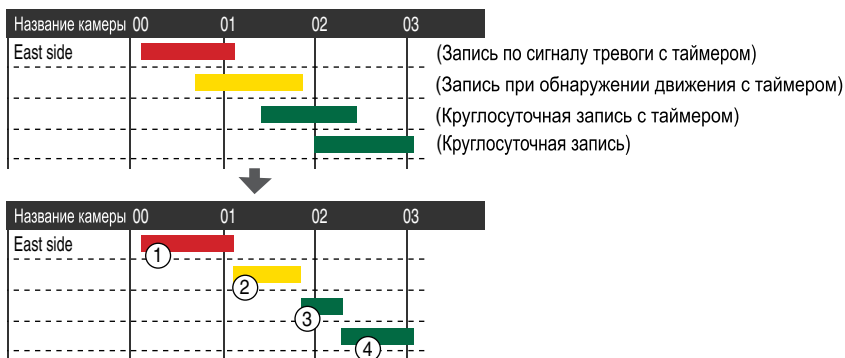 Название камеры 00 01 02 03
East side (Запись по сигналу тревоги с таймером)
(Запись при обнаружении движения с таймером)
(Круглосуточная запись с таймером)
(Круглосуточная запись)
Название камеры 00 01 02 03
East side
1
2
3
4